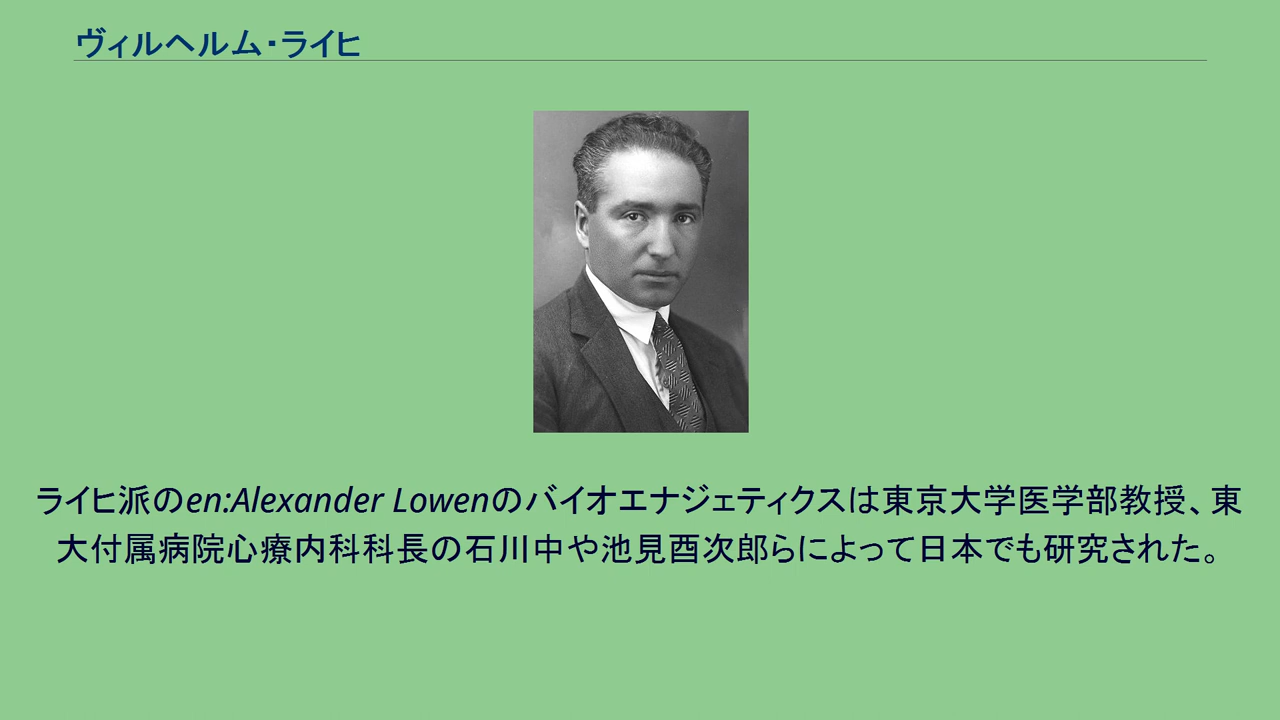 ヴィルヘルム・ライヒ
ライヒ派のen:Alexander Lowenのバイオエナジェティクスは東京大学医学部教授、東
大付属病院心療内科科長の石川中や池見酉次郎らによって日本でも研究された。